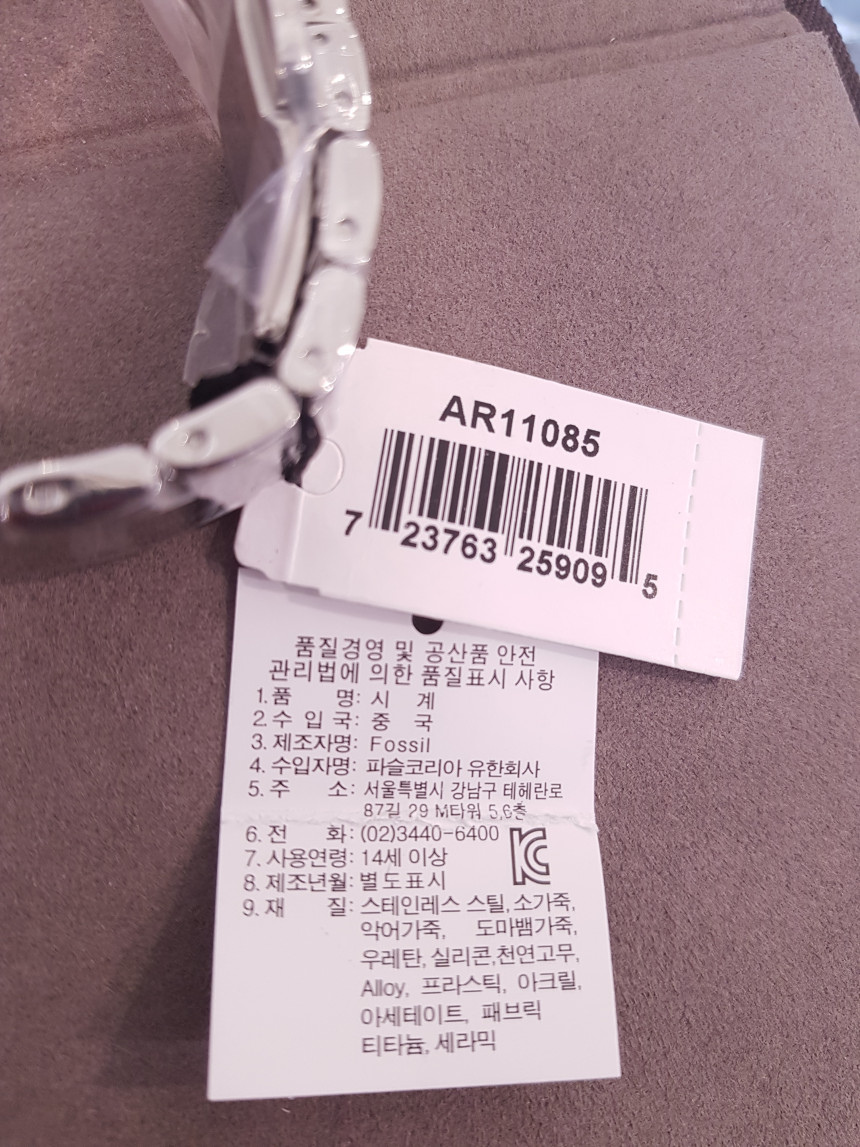 AR11085
7 23763 25909 5
품질경영 및 공산품 안전
관리법에 의한 품질표시 사항
1. 품 명: 시 계
2. 수 입 국: 중 국
3. 제조자명: Fossil
4. 수입자명: 파슬코리아 유한회사
5. 주 소: 서울특별시 강남구 테헤란로
87길 29 M타워 5,6층
6. 전 화: (02)3440-6400
7. 사용연령: 14세 이상
8. 제조년월: 별도표시
9. 재 질: 스테인레스 스틸, 소가죽,
악어가죽, 도마뱀가죽,
우레탄, 실리콘, 천연고무,
Alloy, 프라스틱, 아크릴,
아세테이트, 패브릭
티타늄, 세라믹